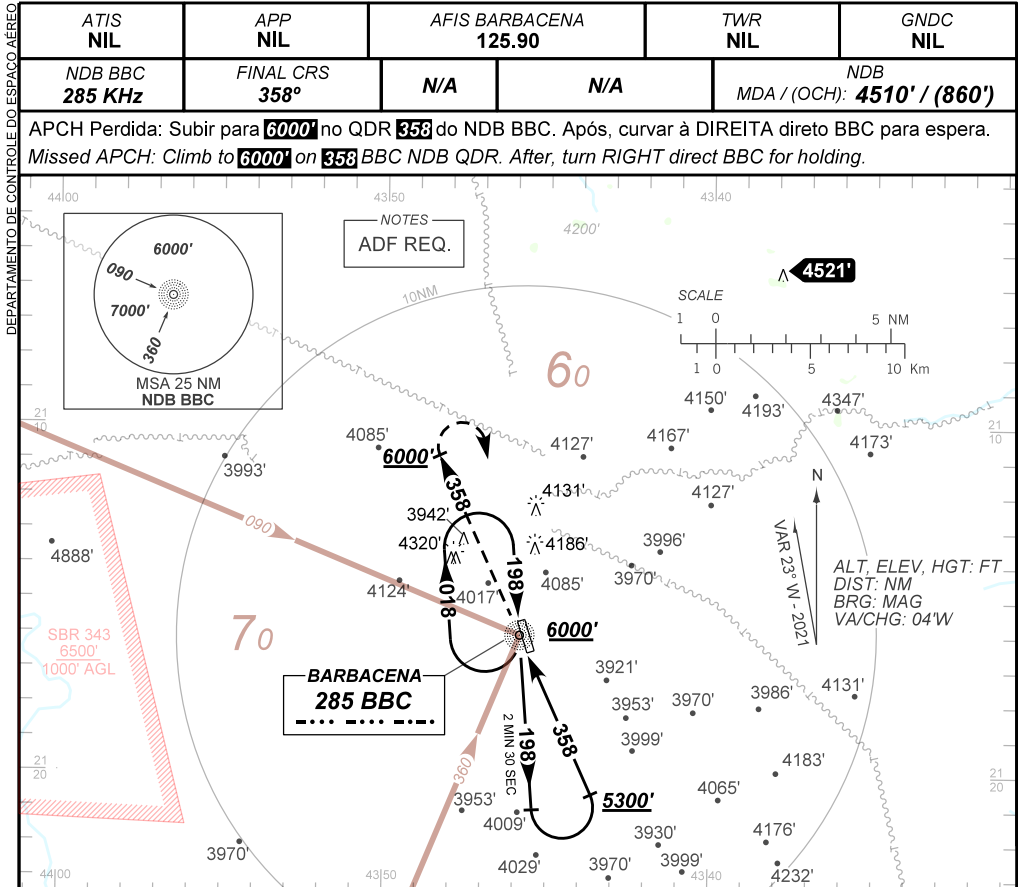 DEPARTAMENTO DE CONTROLE DO ESPAÇO AÉREO
ATIS
NIL
APP
NIL
AFIS BARBACENA
125.90
TWR
NIL
GNDC
NIL
NDB BBC
285 KHz
FINAL CRS
358º
N/A
N/A
NDB
MDA / (OCH): 4510' / (860')
APCH Perdida: Subir para 6000' no QDR 358 do NDB BBC. Após, curvar à DIREITA direto BBC para espera.
Missed APCH: Climb to 6000' on 358 BBC NDB QDR. After, turn RIGHT direct BBC for holding.
44 00
43 50
43 40
6000'
090
7000'
360
MSA 25 NM
NDB BBC
NOTES
ADF REQ.
4200'
4521'
10NM
SCALE
1 0 5 NM
1 0 5 10 Km
60
4150'
4193'
4347'
21
10
4085'
6000'
4127'
4167'
4173'
21
10
3993'
358
4131'
4127'
N
3942'
090
4320'
4186'
3996'
VAR 23° W - 2021
4888'
198
4085'
3970'
ALT, ELEV, HGT: FT
DIST: NM
BRG: MAG
VA/CHG: 04'W
4124'
018
4017'
70
6000'
SBR 343
6500'
1000' AGL
BARBACENA
285 BBC
3921'
3953'
3970'
3986'
4131'
2 MIN 30 SEC
198
358
3999'
360
4183'
21
20
21
20
5300'
4065'
3953'
4009'
3930'
4176'
3970'
4029'
3970'
3999'
4232'
44 00
43 50
43 40